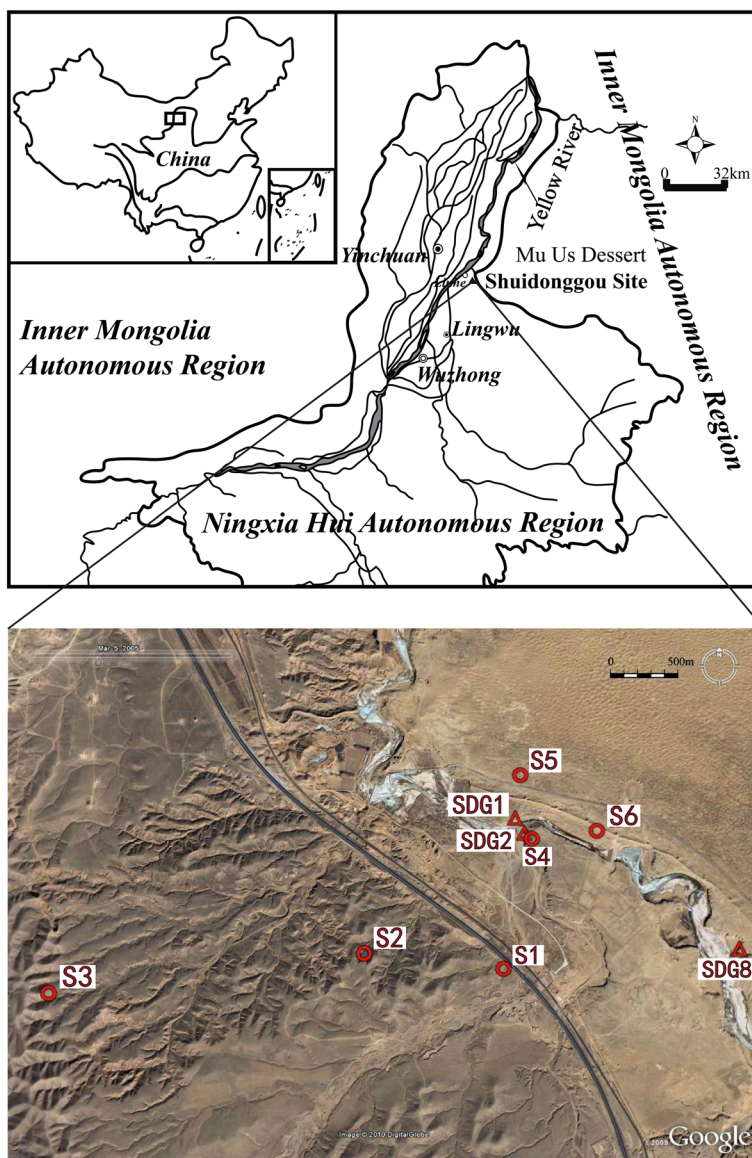 China
N
32km
Inner Mongolia Autonomous Region
Yellow River
Yinchuan
Mu Us Dessert
Shuidonggou Site
Lingwu
Wuzhong
Inner Mongolia
Autonomous Region
Ningxia Hui Autonomous Region
Mar 5, 2005
0 500m
N
S5
SDG1
S6
SDG2
S4
S2
S1
SDG8
S3
Image © 2010 DigitalGlobe
©2009 Google